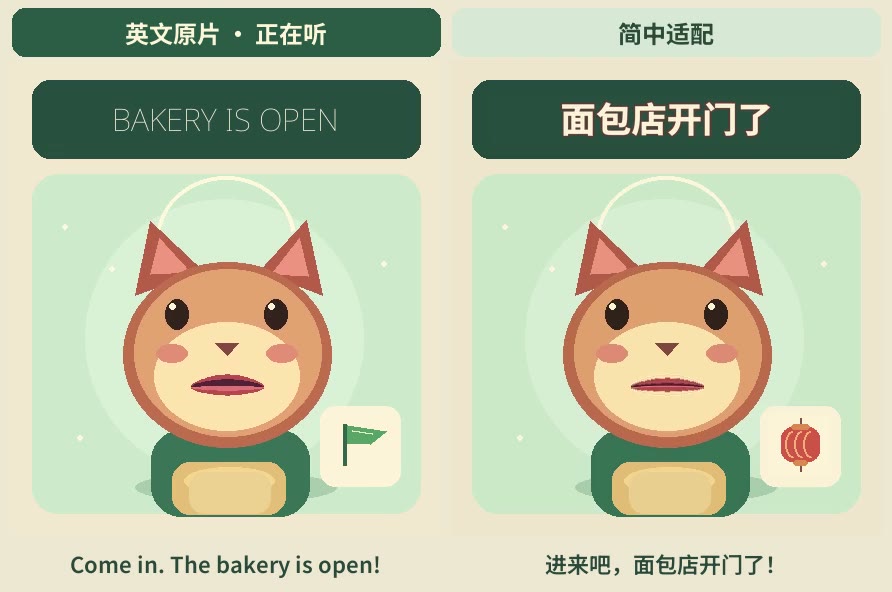 英文原片 · 正在听
简中适配
BAKERY IS OPEN
面包店开门了
Come in. The bakery is open!
进来吧，面包店开门了！